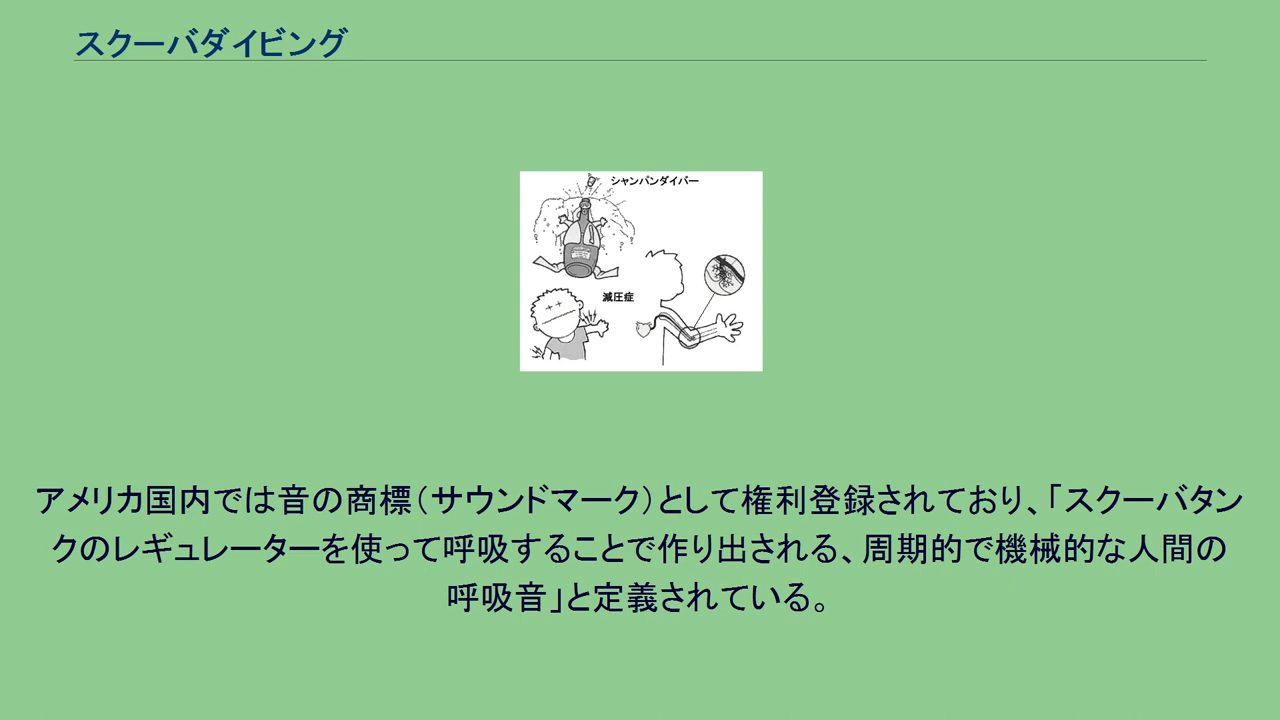 スクーバダイビング
シャンパンダイバー
減圧症
アメリカ国内では音の商標（サウンドマーク）として権利登録されており、「スクーバタン
クのレギュレーターを使って呼吸することで作り出される、周期的で機械的な人間の
呼吸音」と定義されている。